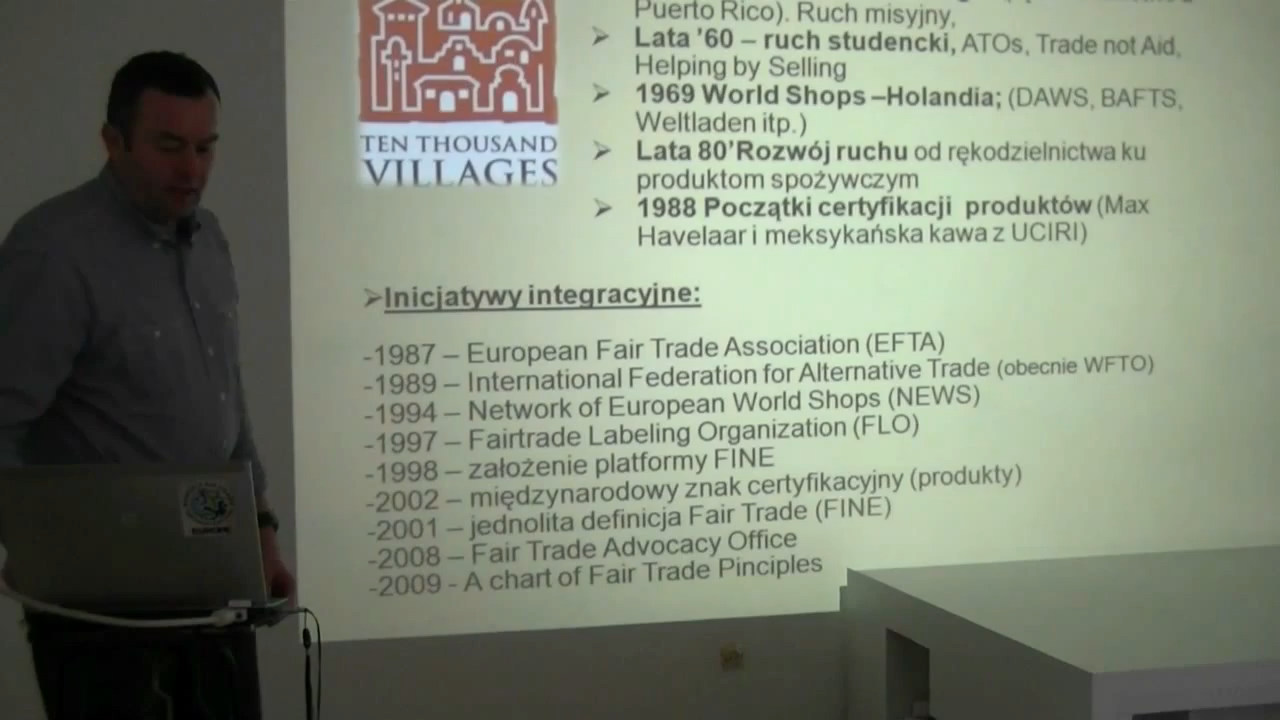 Puerto Rico). Ruch misyjny,
➢ Lata '60 – ruch studencki, ATOs, Trade not Aid,
Helping by Selling
➢ 1969 World Shops –Holandia; (DAWS, BAFTS,
Weltladen itp.)
➢ Lata 80'Rozwój ruchu od rękodzielnictwa ku
produktom spożywczym
➢ 1988 Początki certyfikacji produktów (Max
Havelaar i meksykańska kawa z UCIRI)
TEN THOUSAND
VILLAGES
➢Inicjatywy integracyjne:
-1987 – European Fair Trade Association (EFTA)
-1989 – International Federation for Alternative Trade (obecnie WFTO)
-1994 – Network of European World Shops (NEWS)
-1997 – Fairtrade Labeling Organization (FLO)
-1998 – założenie platformy FINE
-2002 – międzynarodowy znak certyfikacyjny (produkty)
-2001 – jednolita definicja Fair Trade (FINE)
-2008 – Fair Trade Advocacy Office
-2009 - A chart of Fair Trade Pinciples